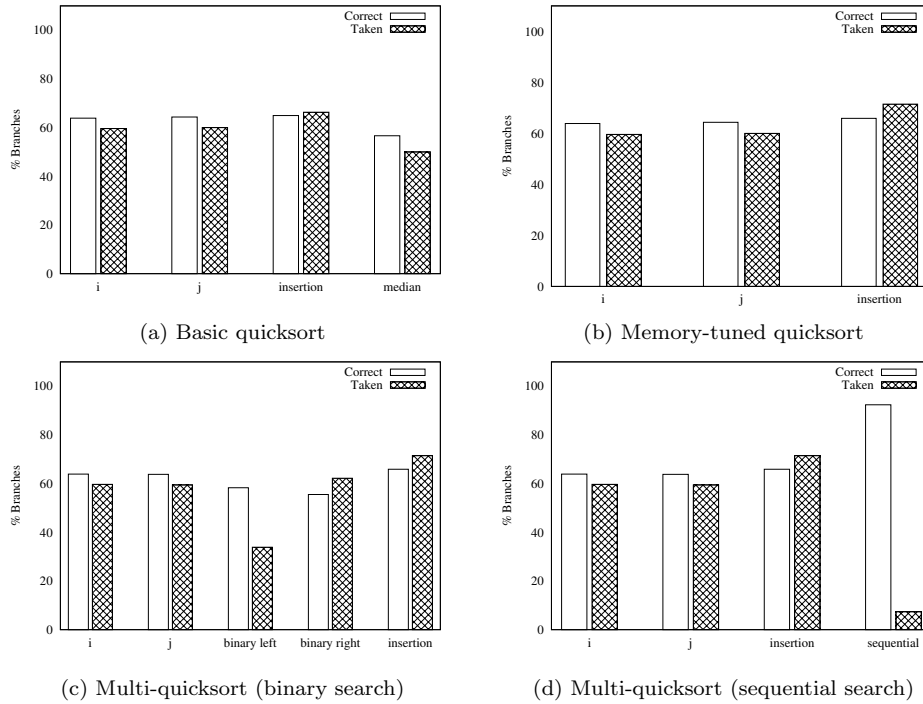 Correct
Taken
100
80
60
40
20
0
% Branches
i j insertion median
(a) Basic quicksort
Correct
Taken
100
80
60
40
20
0
% Branches
i j insertion
(b) Memory-tuned quicksort
Correct
Taken
100
80
60
40
20
0
% Branches
i j binary left binary right insertion
(c) Multi-quicksort (binary search)
Correct
Taken
100
80
60
40
20
0
% Branches
i j insertion sequential
(d) Multi-quicksort (sequential search)